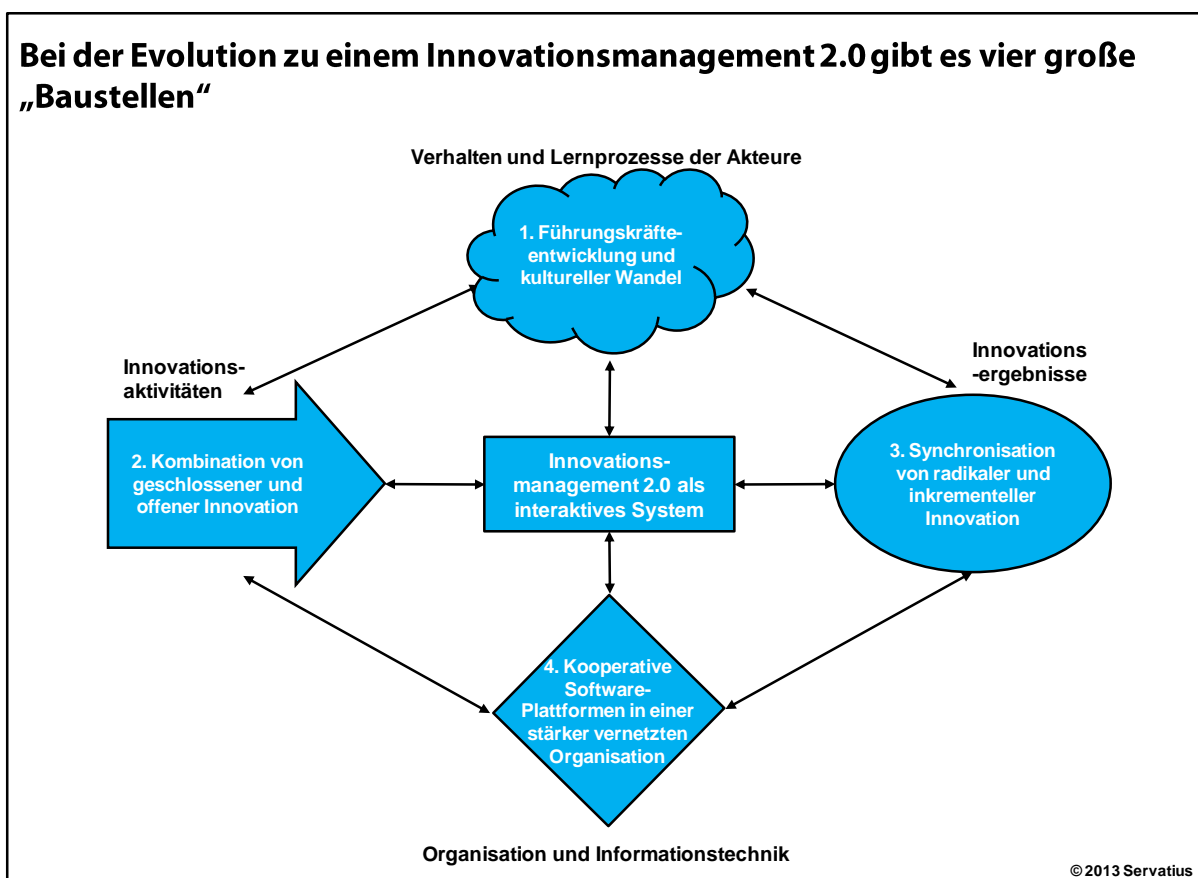 Bei der Evolution zu einem Innovationsmanagement 2.0 gibt es vier große
„Baustellen“
Verhalten und Lernprozesse der Akteure
1. Führungskräfte-
entwicklung und
kultureller Wandel
Innovations-
aktivitäten
Innovations
-ergebnisse
2. Kombination von
geschlossener und
offener Innovation
Innovations-
management 2.0 als
interaktives System
3. Synchronisation
von radikaler und
inkrementeller
Innovation
4. Kooperative
Software-
Plattformen in einer
stärker vernetzten
Organisation
Organisation und Informationstechnik
© 2013 Servatius